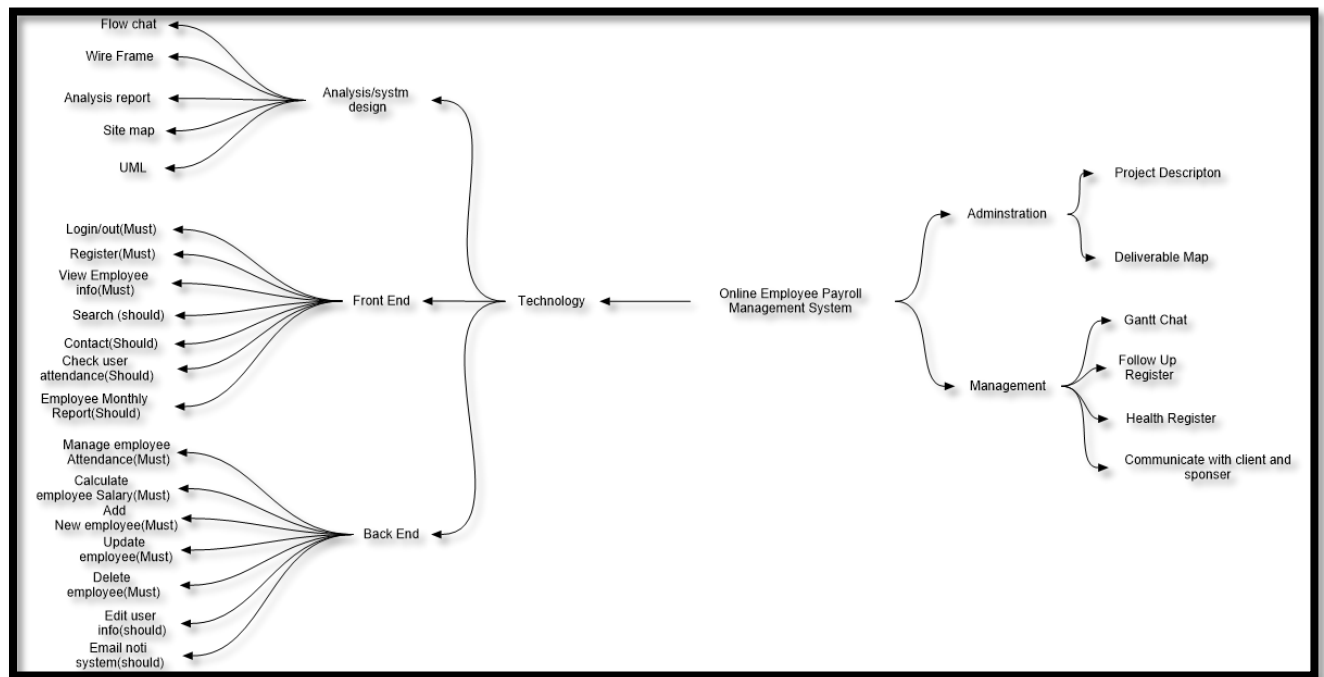 Flow chat
Wire Frame
Analysis report
Site map
UML
Analysis/systm
design
Login/out(Must)
Register(Must)
View Employee
info(Must)
Search (should)
Contact(Should)
Check user
attendance(Should)
Employee Monthly
Report(Should)
Front End
Manage employee
Attendance(Must)
Calculate
employee Salary(Must)
Add
New employee(Must)
Update
employee(Must)
Delete
employee(Must)
Edit user
info(should)
Email noti
system(should)
Back End
Technology
Online Employee Payroll
Management System
Adminstration
Project Descripton
Deliverable Map
Management
Gantt Chat
Follow Up
Register
Health Register
Communicate with client and
sponser